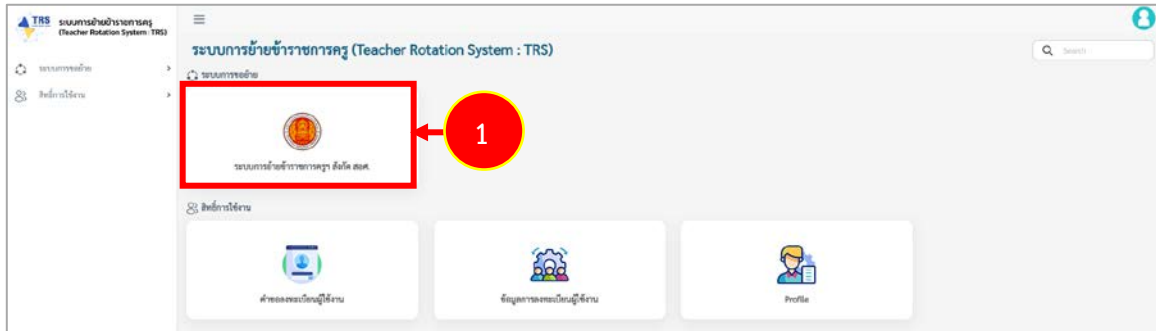 TRS ระบบการย้ายข้าราชการครู
(Teacher Rotation System : TRS)
ระบบการขอย้าย
สิทธิ์การใช้งาน
ระบบการย้ายข้าราชการครู (Teacher Rotation System : TRS)
Search
ระบบการขอย้าย
1
ระบบการย้ายข้าราชการครูฯ สังกัด สอศ.
สิทธิ์การใช้งาน
คำขอลงทะเบียนผู้ใช้งาน
ข้อมูลการลงทะเบียนผู้ใช้งาน
Profile